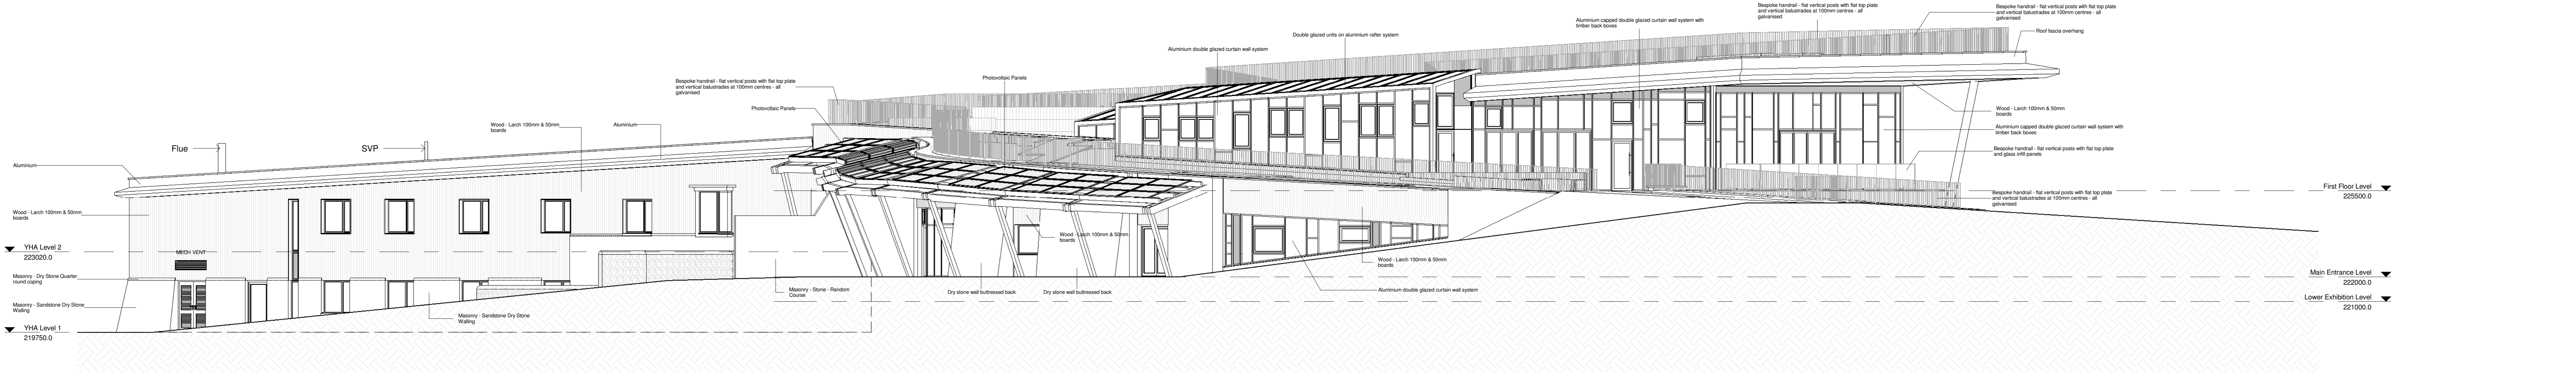 Bespoke handrail - flat vertical posts with flat top plate
and vertical balustrades at 100mm centres - all
galvanised
Bespoke handrail - flat vertical posts with flat top plate
and vertical balustrades at 100mm centres - all
galvanised
Aluminium capped double glazed curtain wall system with
timber back boxes
Roof fascia overhang
Double glazed units on aluminium rafter system
Aluminium double glazed curtain wall system
Photovoltaic Panels
Bespoke handrail - flat vertical posts with flat top plate
and vertical balustrades at 100mm centres - all
galvanised
Photovoltaic Panels
Wood - Larch 100mm & 50mm
boards
Aluminium
Wood - Larch 100mm & 50mm
boards
Aluminium capped double glazed curtain wall system with
timber back boxes
Flue
SVP
Bespoke handrail - flat vertical posts with flat top plate
and glass infill panels
Aluminium
First Floor Level
225500.0
Bespoke handrail - flat vertical posts with flat top plate
and vertical balustrades at 100mm centres - all
galvanised
Wood - Larch 100mm & 50mm
boards
Wood - Larch 100mm & 50mm
boards
YHA Level 2
223020.0
MECH VENT
Wood - Larch 100mm & 50mm
boards
Main Entrance Level
222000.0
Masonry - Dry Stone Quarter
round coping
Masonry - Stone - Random
Course
Dry stone wall buttressed back
Dry stone wall buttressed back
Aluminium double glazed curtain wall system
Lower Exhibition Level
221000.0
Masonry - Sandstone Dry Stone
Walling
Masonry - Sandstone Dry Stone
Walling
YHA Level 1
219750.0